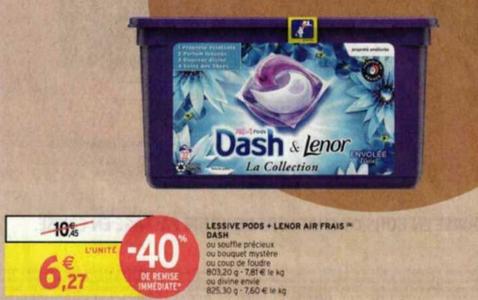 Dash & Lenor
ENVOLÉE
La Collection
10€,45
6€,27
L'UNITÉ
-40%
DE REMISE
IMMÉDIATE*
LESSIVE PODS + LENOR AIR FRAIS
DASH
ou souffle précieux
ou bouquet mystère
ou coup de foudre
803,20 g - 7,81 € le kg
ou divine envie
825,30 g - 7,60 € le kg